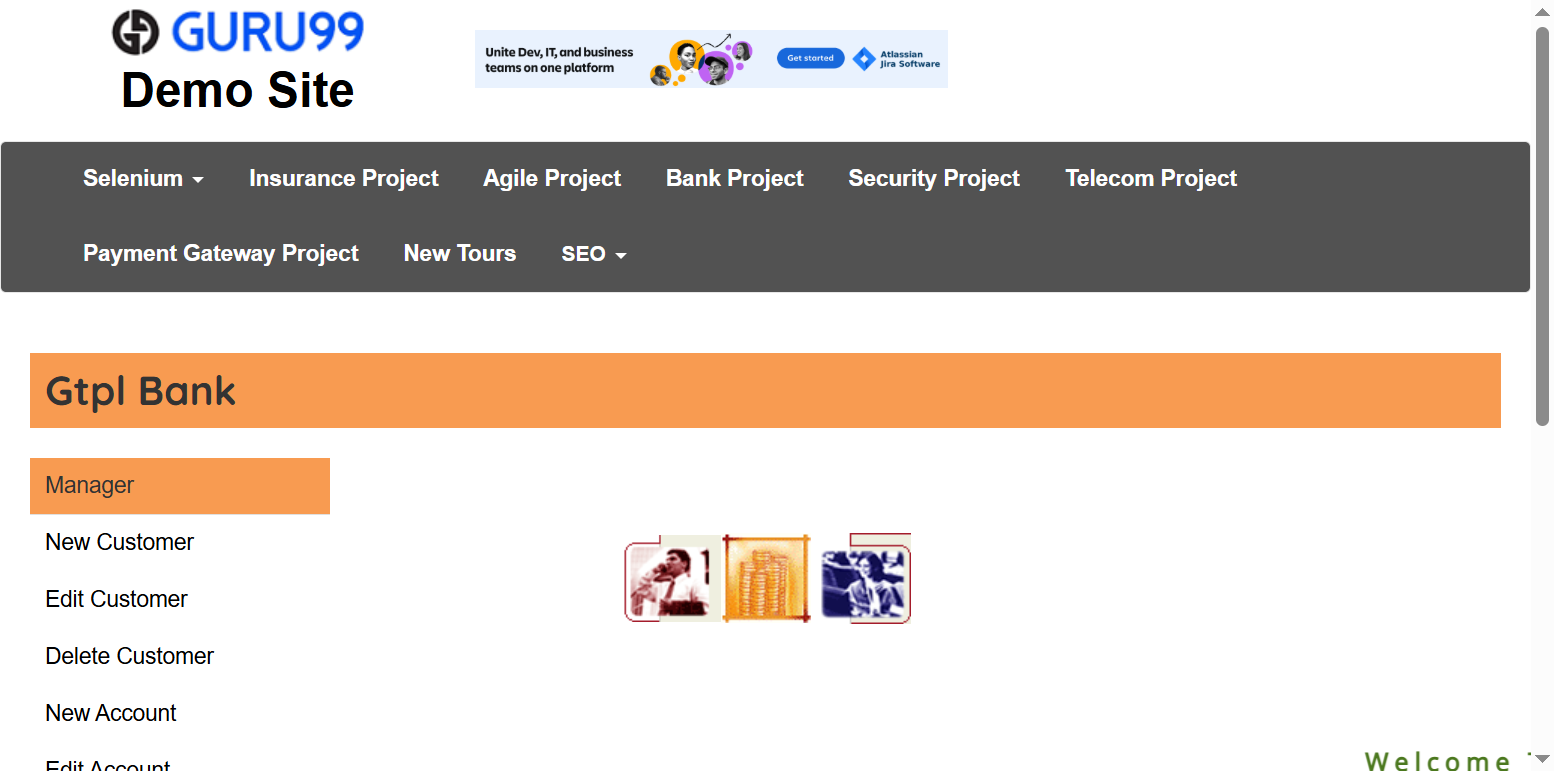 GURU99
Demo Site
Unite Dev, IT, and business
teams on one platform
Get started
Atlassian
Jira Software
Selenium
Insurance Project
Agile Project
Bank Project
Security Project
Telecom Project
Payment Gateway Project
New Tours
SEO
Gtpl Bank
Manager
New Customer
Edit Customer
Delete Customer
New Account
Edit Account
Welcome